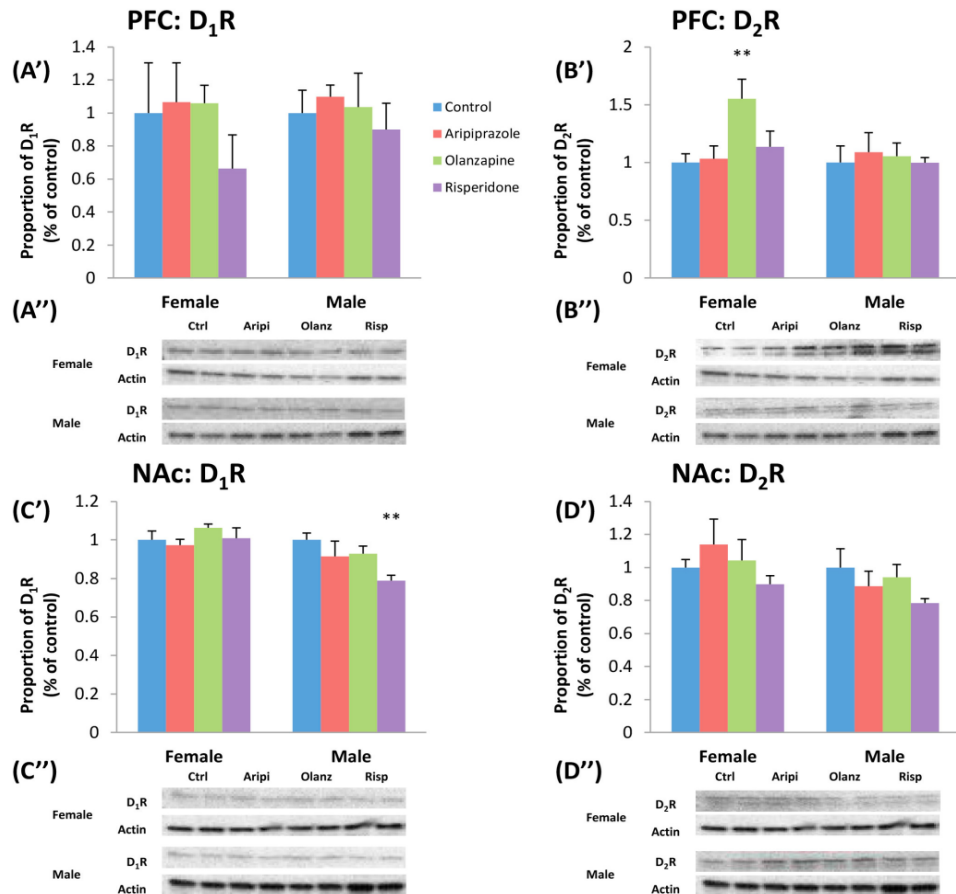 PFC: D₁R
(A')
Proportion of D₁R
(% of control)
1.4
1.2
1
0.8
0.6
0.4
0.2
0
Female Male
Control
Aripiprazole
Olanzapine
Risperidone
PFC: D₂R
(B')
Proportion of D₂R
(% of control)
2
1.5
1
0.5
0
**
Female Male
(A'')
Ctrl Aripi Olanz Risp
Female
D₁R
Actin
Male
D₁R
Actin
(B'')
Ctrl Aripi Olanz Risp
Female
D₂R
Actin
Male
D₂R
Actin
NAc: D₁R
(C')
Proportion of D₁R
(% of control)
1.2
1
0.8
0.6
0.4
0.2
0
**
Female Male
NAc: D₂R
(D')
Proportion of D₂R
(% of control)
1.4
1.2
1
0.8
0.6
0.4
0.2
0
Female Male
(C'')
Ctrl Aripi Olanz Risp
Female
D₁R
Actin
Male
D₁R
Actin
(D'')
Ctrl Aripi Olanz Risp
Female
D₂R
Actin
Male
D₂R
Actin